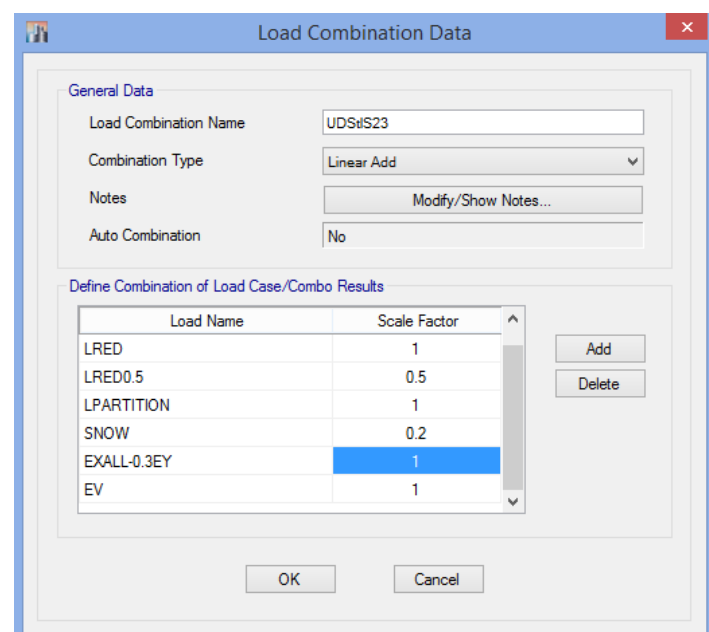 Load Combination Data
General Data
Load Combination Name UDStlS23
Combination Type Linear Add
Notes Modify/Show Notes...
Auto Combination No
Define Combination of Load Case/Combo Results
Load Name Scale Factor
LRED 1 Add
LRED0.5 0.5 Delete
LPARTITION 1
SNOW 0.2
EXALL-0.3EY 1
EV 1
OK Cancel